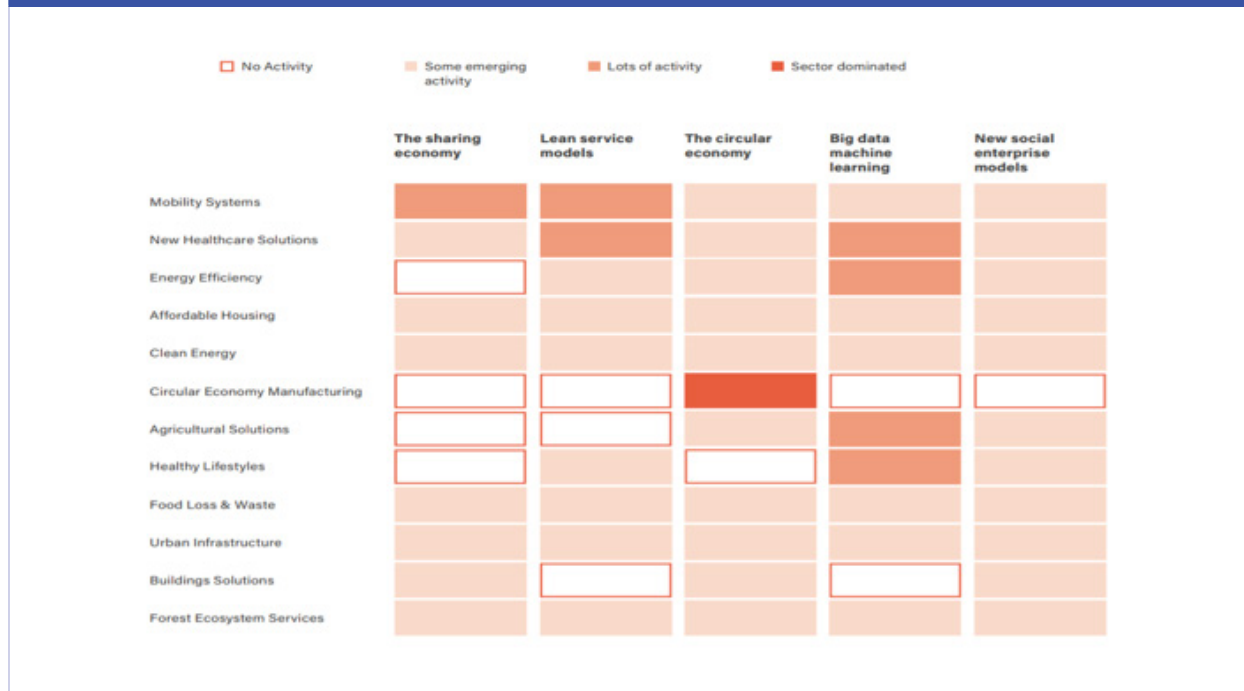 No Activity
Some emerging
activity
Lots of activity
Sector dominated
The sharing
economy
Lean service
models
The circular
economy
Big data
machine
learning
New social
enterprise
models
Mobility Systems
New Healthcare Solutions
Energy Efficiency
Affordable Housing
Clean Energy
Circular Economy Manufacturing
Agricultural Solutions
Healthy Lifestyles
Food Loss & Waste
Urban Infrastructure
Buildings Solutions
Forest Ecosystem Services